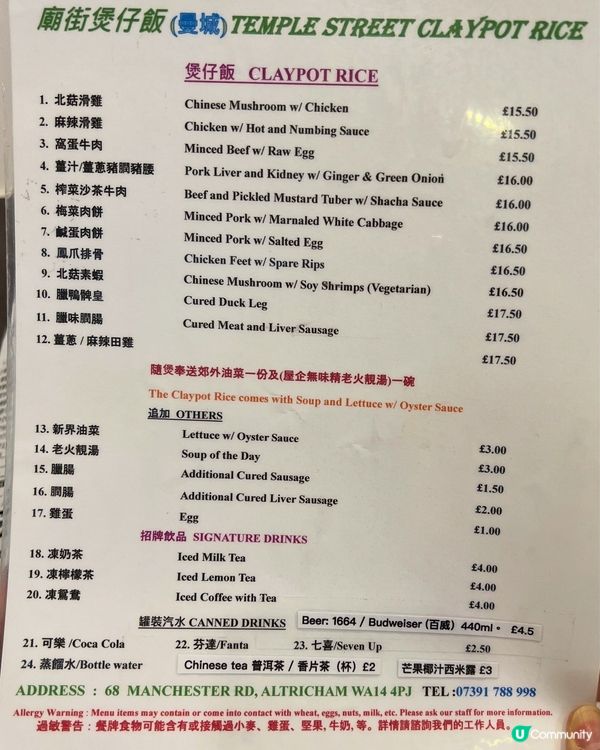 廟街煲仔飯 (曼城) TEMPLE STREET CLAYPOT RICE
煲仔飯 CLAYPOT RICE
1. 北菇滑雞 Chinese Mushroom w/ Chicken £15.50
2. 麻辣滑雞 Chicken w/ Hot and Numbing Sauce £15.50
3. 窩蛋牛肉 Minced Beef w/ Raw Egg £15.50
4. 薑汁/薑蔥豬膶豬腰 Pork Liver and Kidney w/ Ginger & Green Onion £16.00
5. 榨菜沙茶牛肉 Beef and Pickled Mustard Tuber w/ Shacha Sauce £16.00
6. 梅菜肉餅 Minced Pork w/ Marnaled White Cabbage £16.00
7. 鹹蛋肉餅 Minced Pork w/ Salted Egg £16.50
8. 鳳爪排骨 Chicken Feet w/ Spare Rips £16.50
9. 北菇素蝦 Chinese Mushroom w/ Soy Shrimps (Vegetarian) £16.50
10. 臘鴨髀皇 Cured Duck Leg £17.50
11. 臘味膶腸 Cured Meat and Liver Sausage £17.50
12. 薑蔥 / 麻辣田雞 £17.50
隨煲奉送郊外油菜一份及(屋企無味精老火靚湯)一碗
The Claypot Rice comes with Soup and Lettuce w/ Oyster Sauce
追加 OTHERS
13. 新界油菜 Lettuce w/ Oyster Sauce £3.00
14. 老火靚湯 Soup of the Day £3.00
15. 臘腸 Additional Cured Sausage £1.50
16. 膶腸 Additional Cured Liver Sausage £2.00
17. 雞蛋 Egg £1.00
招牌飲品 SIGNATURE DRINKS
18. 凍奶茶 Iced Milk Tea £4.00
19. 凍檸檬茶 Iced Lemon Tea £4.00
20. 凍鴛鴦 Iced Coffee with Tea £4.00
罐裝汽水 CANNED DRINKS Beer: 1664 / Budweiser (百威) 440ml。 £4.5
21. 可樂 /Coca Cola 22. 芬達/Fanta 23. 七喜/Seven Up £2.50
24. 蒸餾水/Bottle water Chinese tea 普洱茶 / 香片茶 (杯) £2 芒果椰汁西米露 £3
ADDRESS : 68 MANCHESTER RD, ALTRICHAM WA14 4PJ TEL :07391 788 998
Allergy Warning : Menu items may contain or come into contact with wheat, eggs, nuts, milk, etc. Please ask our staff for more information.
過敏警告 : 餐牌食物可能含有或接觸過小麥、雞蛋、堅果, 牛奶, 等。詳情請諮詢我們的工作人員。
U Community